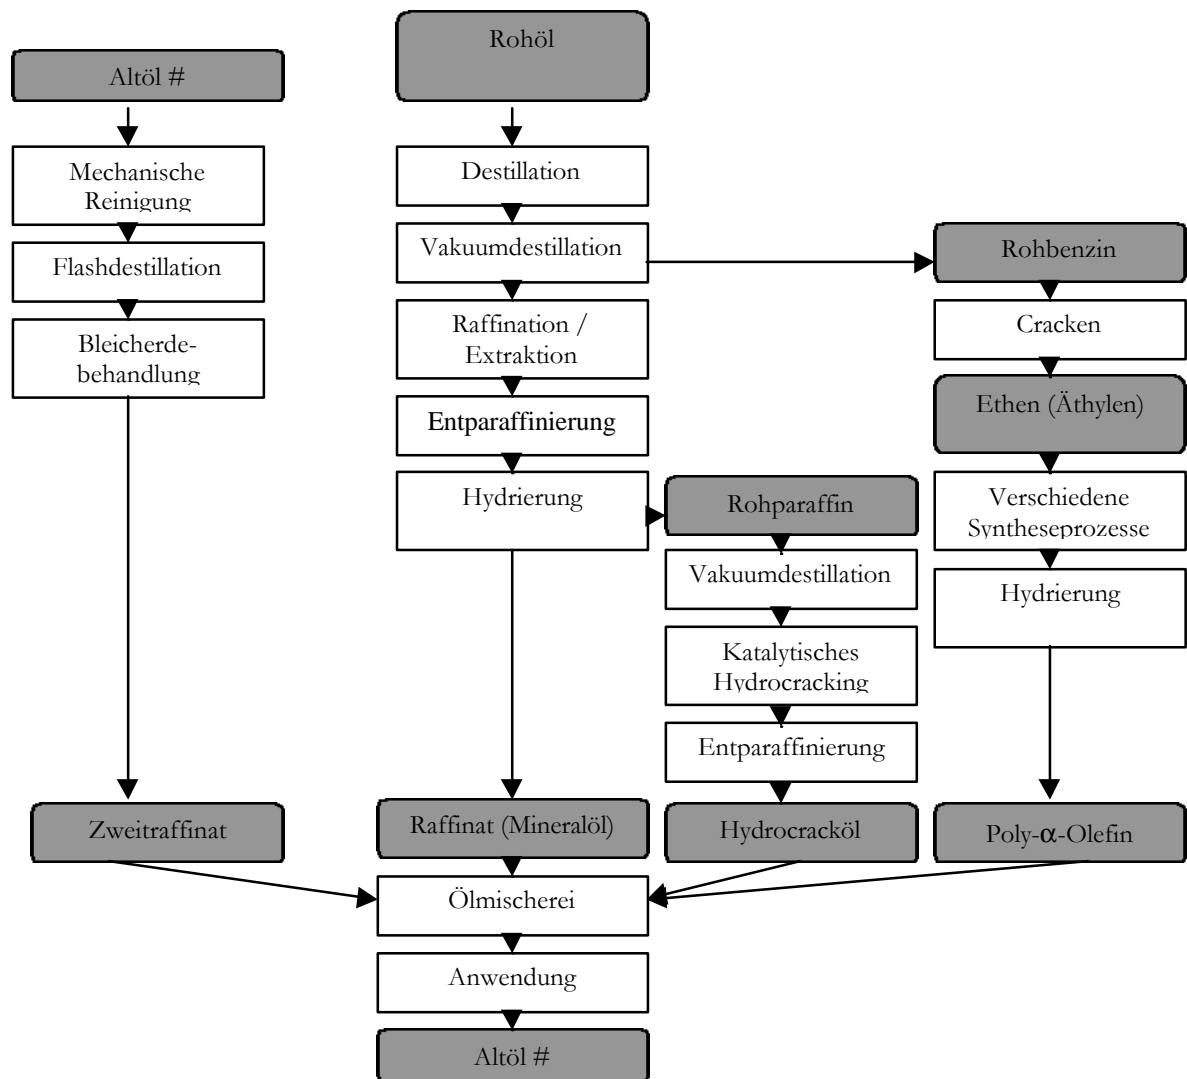 Altöl #
Mechanische
Reinigung
Flashdestillation
Bleicherde-
behandlung
Zweitraffinat
Rohöl
Destillation
Vakuumdestillation
Raffination /
Extraktion
Entparaffinierung
Hydrierung
Raffinat (Mineralöl)
Rohparaffin
Vakuumdestillation
Katalytisches
Hydrocracking
Entparaffinierung
Hydrocracköl
Rohbenzin
Cracken
Ethen (Äthylen)
Verschiedene
Syntheseprozesse
Hydrierung
Poly-α-Olefin
Ölmischerei
Anwendung
Altöl #